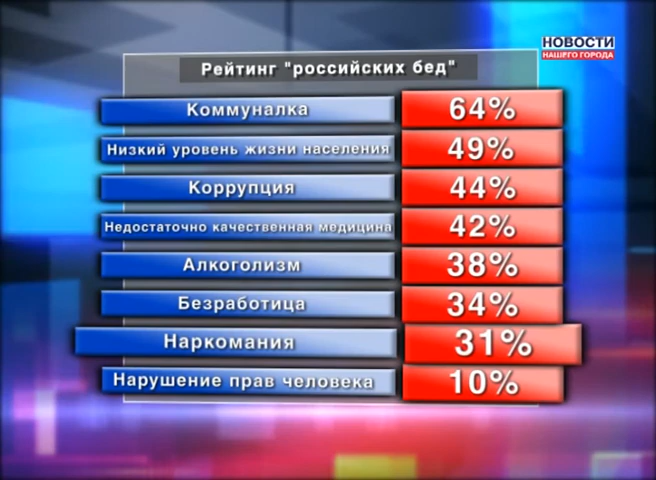 НОВОСТИ
НАШЕГО ГОРОДА
Рейтинг "российских бед"
Коммуналка 64%
Низкий уровень жизни населения 49%
Коррупция 44%
Недостаточно качественная медицина 42%
Алкоголизм 38%
Безработица 34%
Наркомания 31%
Нарушение прав человека 10%